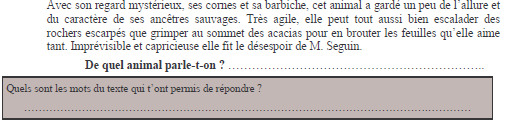 Avec son regard mystérieux, ses cornes et sa barbiche, cet animal a gardé un peu de l'allure et
du caractère de ses ancêtres sauvages. Très agile, elle peut tout aussi bien escalader des
rochers escarpés que grimper au sommet des acacias pour en brouter les feuilles qu'elle aime
tant. Imprévisible et capricieuse elle fit le désespoir de M. Seguin.
De quel animal parle-t-on ? ……………………………………………………………..
Quels sont les mots du texte qui t'ont permis de répondre ?
……………………………………………………………………………………………………………